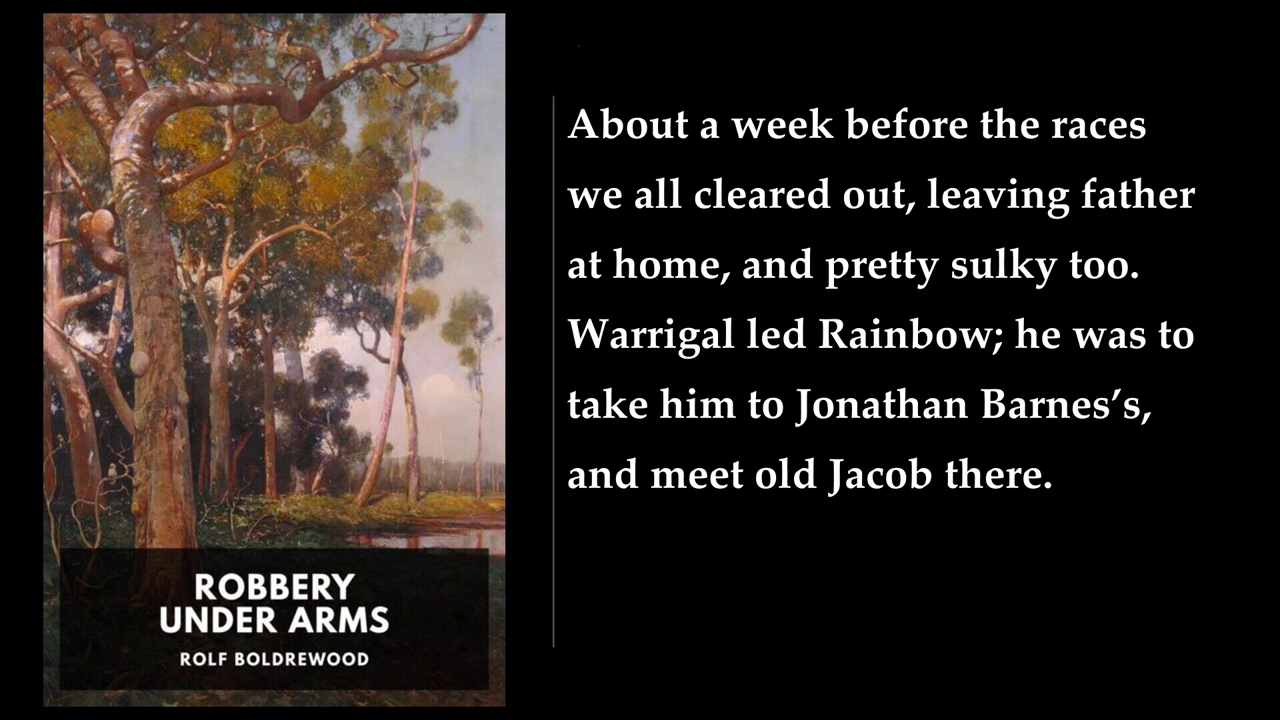 About a week before the races
we all cleared out, leaving father
at home, and pretty sulky too.
Warrigal led Rainbow; he was to
take him to Jonathan Barnes’s,
and meet old Jacob there.
ROBBERY
UNDER ARMS
ROLF BOLDREWOOD